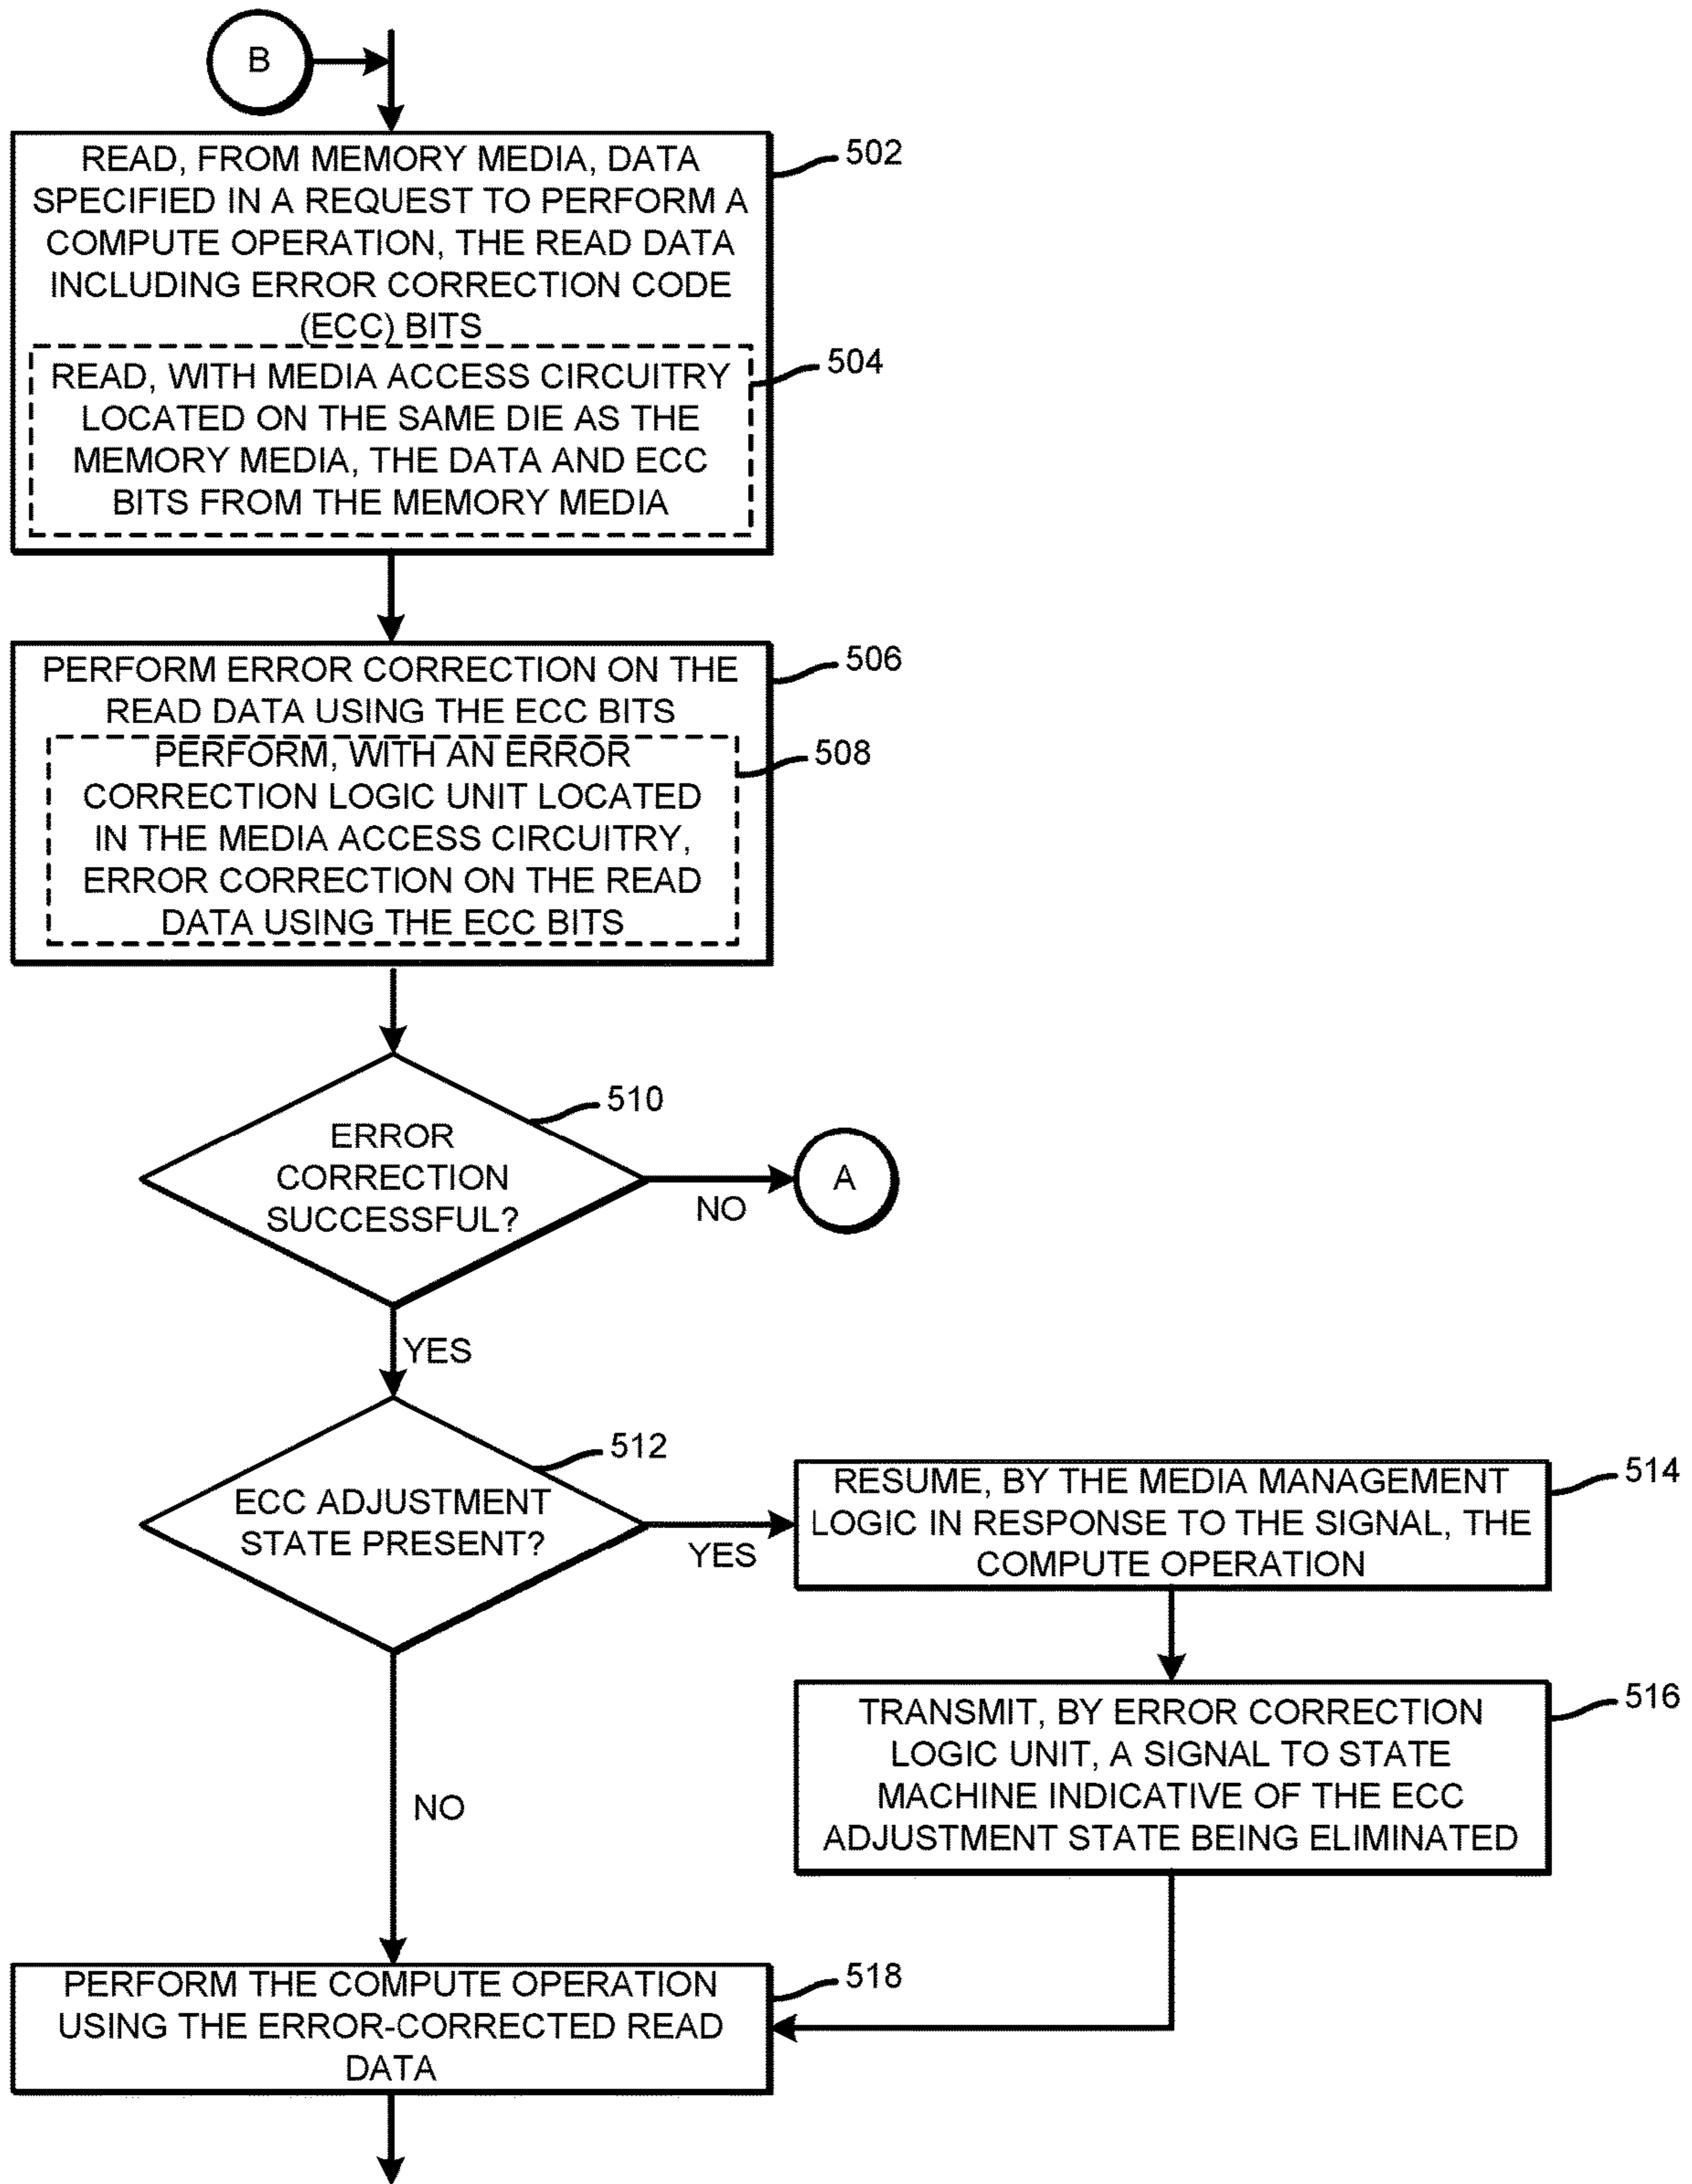 B
READ, FROM MEMORY MEDIA, DATA
SPECIFIED IN A REQUEST TO PERFORM A
COMPUTE OPERATION, THE READ DATA
INCLUDING ERROR CORRECTION CODE
(ECC) BITS
502
READ, WITH MEDIA ACCESS CIRCUITRY
LOCATED ON THE SAME DIE AS THE
MEMORY MEDIA, THE DATA AND ECC
BITS FROM THE MEMORY MEDIA
504
PERFORM ERROR CORRECTION ON THE
READ DATA USING THE ECC BITS
506
PERFORM, WITH AN ERROR
CORRECTION LOGIC UNIT LOCATED
IN THE MEDIA ACCESS CIRCUITRY,
ERROR CORRECTION ON THE READ
DATA USING THE ECC BITS
508
ERROR
CORRECTION
SUCCESSFUL?
510
NO
A
YES
ECC ADJUSTMENT
STATE PRESENT?
512
YES
RESUME, BY THE MEDIA MANAGEMENT
LOGIC IN RESPONSE TO THE SIGNAL, THE
COMPUTE OPERATION
514
TRANSMIT, BY ERROR CORRECTION
LOGIC UNIT, A SIGNAL TO STATE
MACHINE INDICATIVE OF THE ECC
ADJUSTMENT STATE BEING ELIMINATED
516
NO
PERFORM THE COMPUTE OPERATION
USING THE ERROR-CORRECTED READ
DATA
518